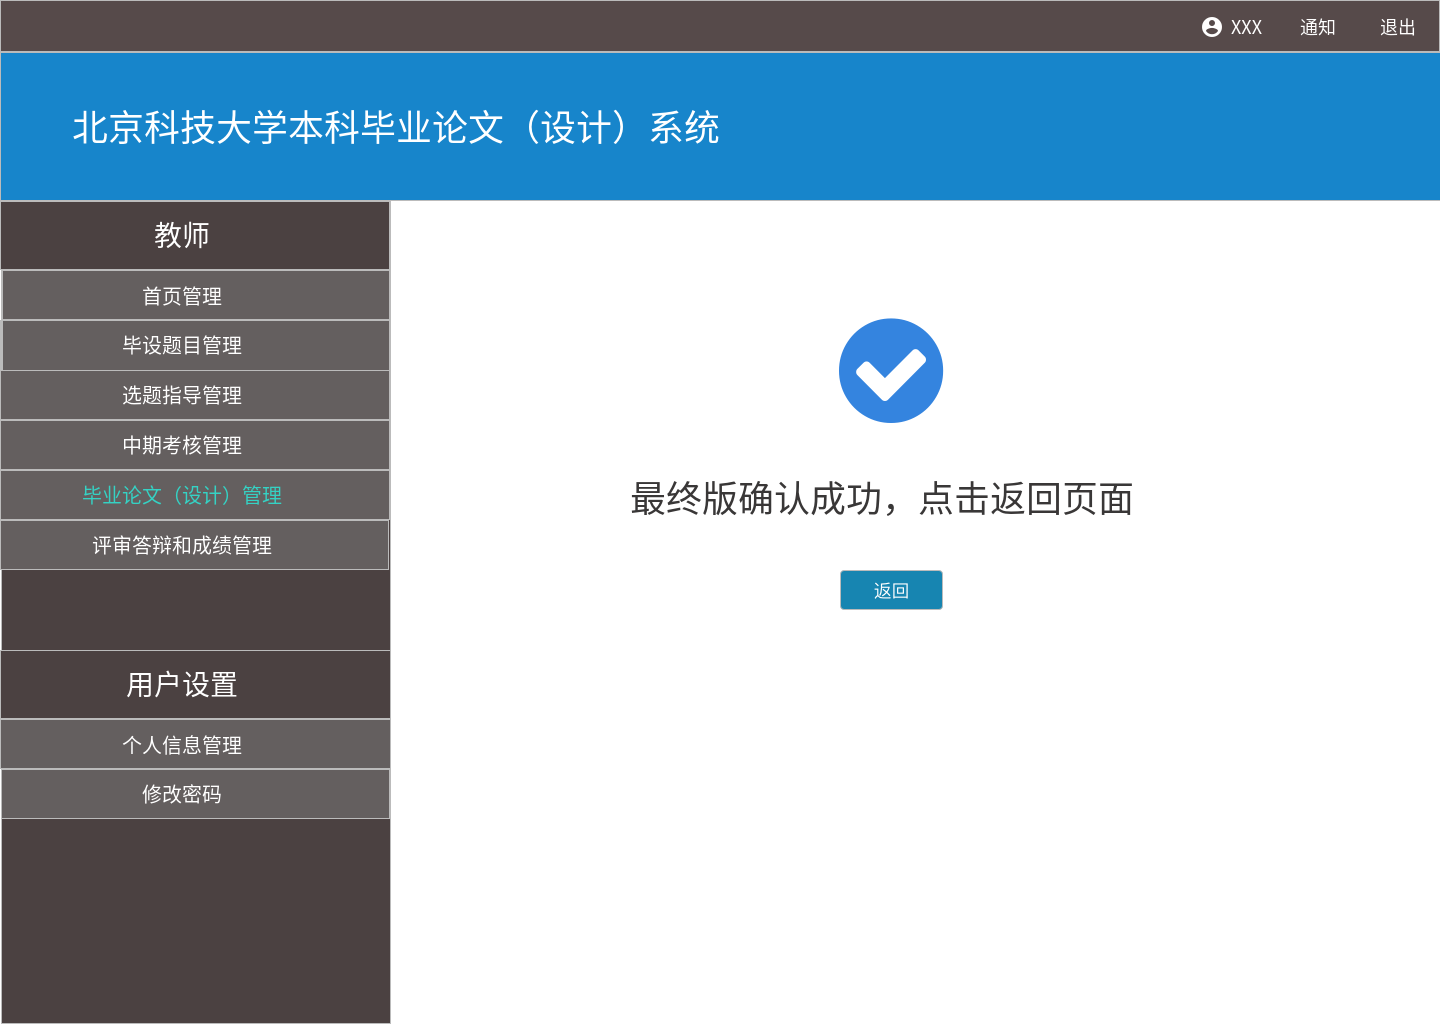 XXX 通知 退出
北京科技大学本科毕业论文（设计）系统
教师
首页管理
毕设题目管理
选题指导管理
中期考核管理
毕业论文（设计）管理
评审答辩和成绩管理
用户设置
个人信息管理
修改密码
最终版确认成功，点击返回页面
返回